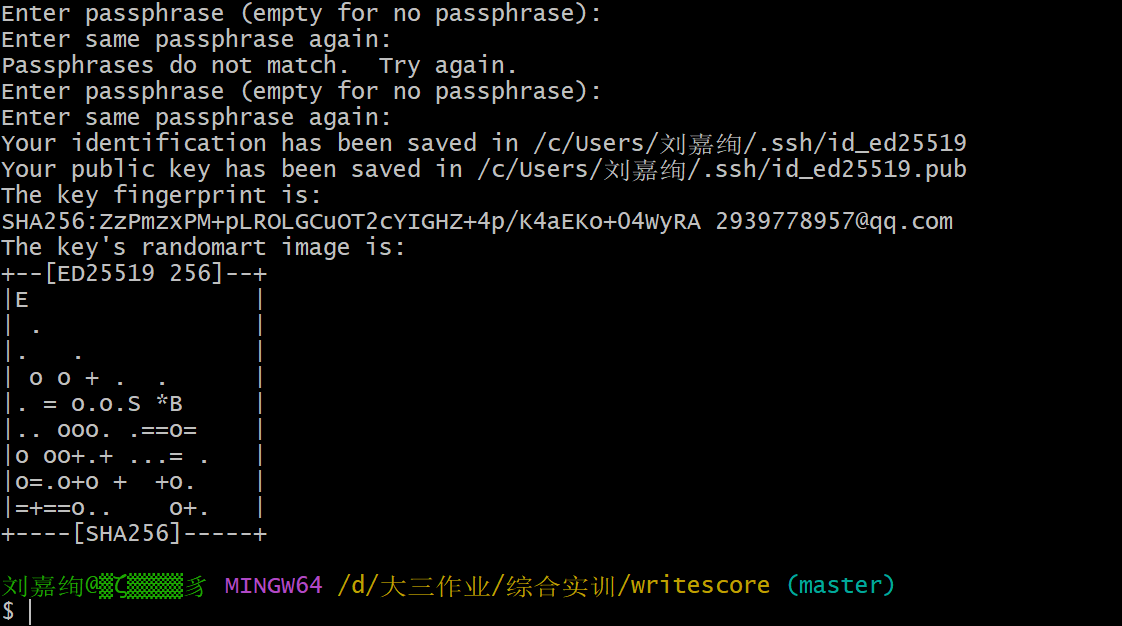 Enter passphrase (empty for no passphrase):
Enter same passphrase again:
Passphrases do not match.  Try again.
Enter passphrase (empty for no passphrase):
Enter same passphrase again:
Your identification has been saved in /c/Users/刘嘉绚/.ssh/id_ed25519
Your public key has been saved in /c/Users/刘嘉绚/.ssh/id_ed25519.pub
The key fingerprint is:
SHA256:ZzPmzxPM+pLROLGCuOT2cYIGHZ+4p/K4aEKo+O4WyRA 2939778957@qq.com
The key's randomart image is:
+--[ED25519 256]--+
|E                |
| .               |
|.   .            |
| o o + .  .      |
|. = o.o.S *B     |
|.. ooo. .==o=    |
|o oo+.+ ...= .   |
|o=.o+o +  +o.    |
|=+==o..    o+.   |
+----[SHA256]-----+
刘嘉绚@▒ζ▒▒▒▒豸 MINGW64 /d/大三作业/综合实训/writescore (master)
$